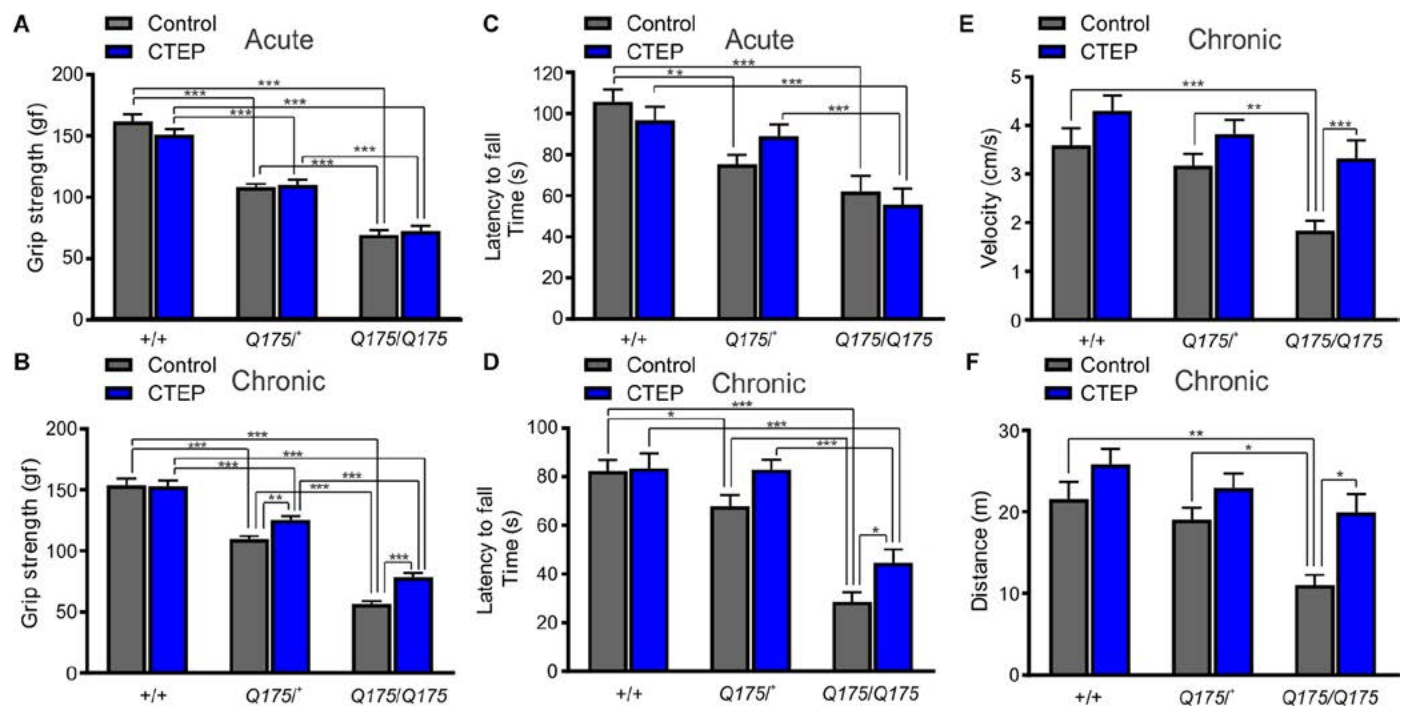 A
Control
CTEP
Acute
Grip strength (gf)
200
150
100
50
0
***
***
***
***
***
***
+/+
Q175/+
Q175/Q175
B
Control
CTEP
Chronic
Grip strength (gf)
200
150
100
50
0
***
***
***
***
***
***
**
***
+/+
Q175/+
Q175/Q175
C
Control
CTEP
Acute
Latency to fall
Time (s)
120
100
80
60
40
20
0
***
**
***
***
+/+
Q175/+
Q175/Q175
D
Control
CTEP
Chronic
Latency to fall
Time (s)
100
80
60
40
20
0
***
*
***
***
*
+/+
Q175/+
Q175/Q175
E
Control
CTEP
Chronic
Velocity (cm/s)
5
4
3
2
1
0
***
**
***
+/+
Q175/+
Q175/Q175
F
Control
CTEP
Chronic
Distance (m)
30
20
10
0
**
*
*
+/+
Q175/+
Q175/Q175